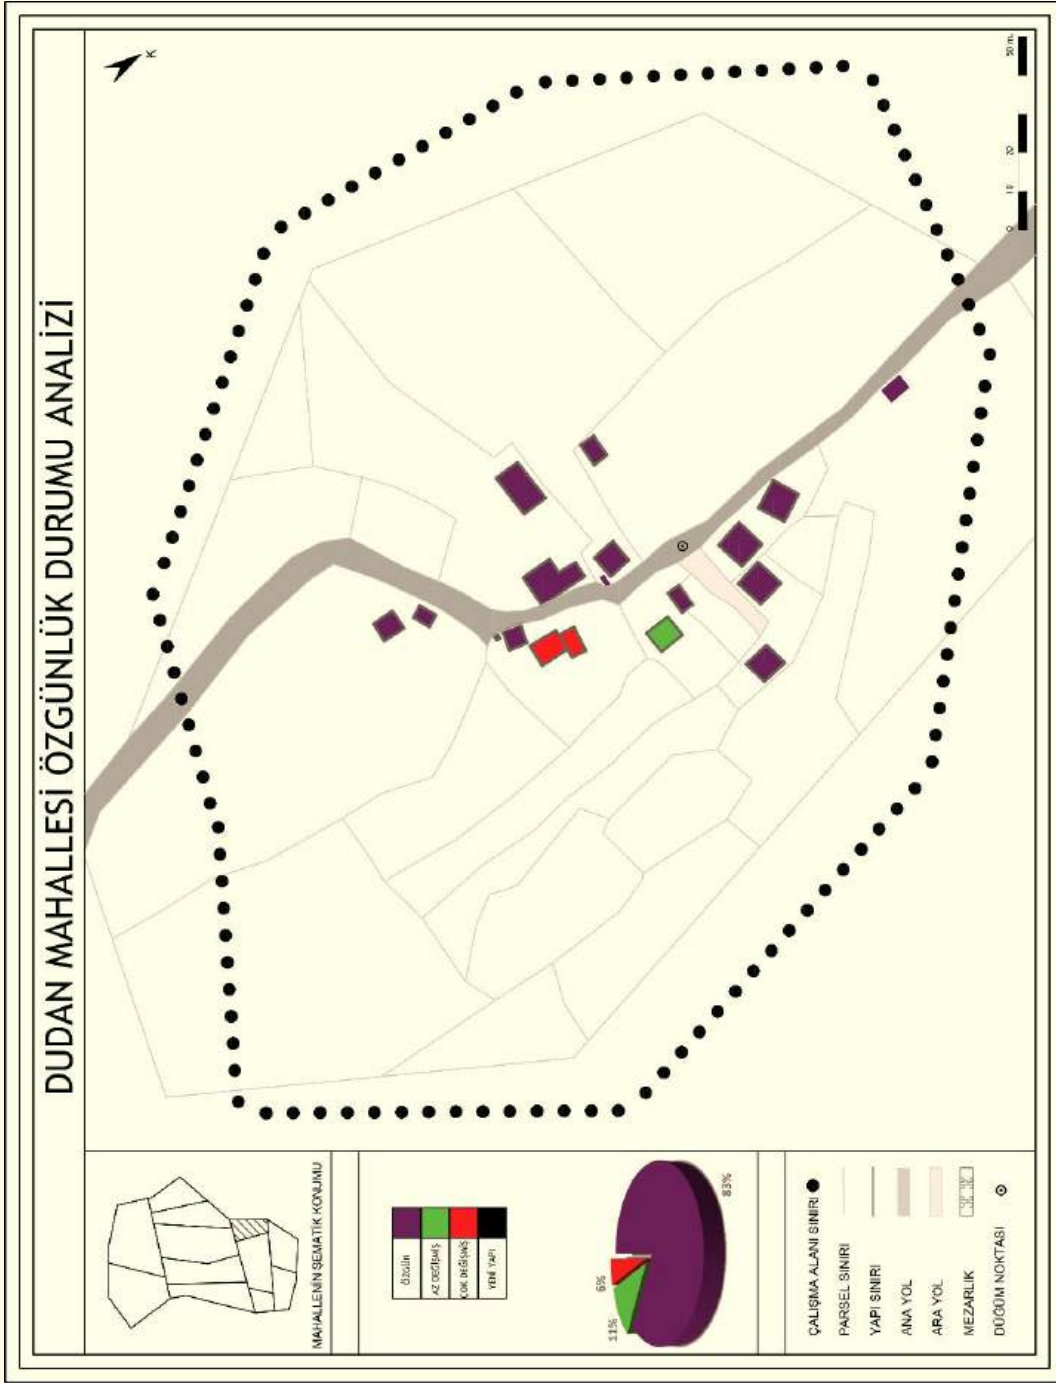 DUDAN MAHALLESİ ÖZGÜNLÜK DURUMU ANALİZİ
K
MAHALLENİN ŞEMATİK KONUMU
ÖZGÜN
AZ DEĞİŞMİŞ
ÇOK DEĞİŞMİŞ
YENİ YAPI
11%
6%
83%
ÇALIŞMA ALANI SINIRI
PARSEL SINIRI
YAPI SINIRI
ANA YOL
ARA YOL
MEZARLIK
DÜĞÜM NOKTASI
0 10 20 50 m.